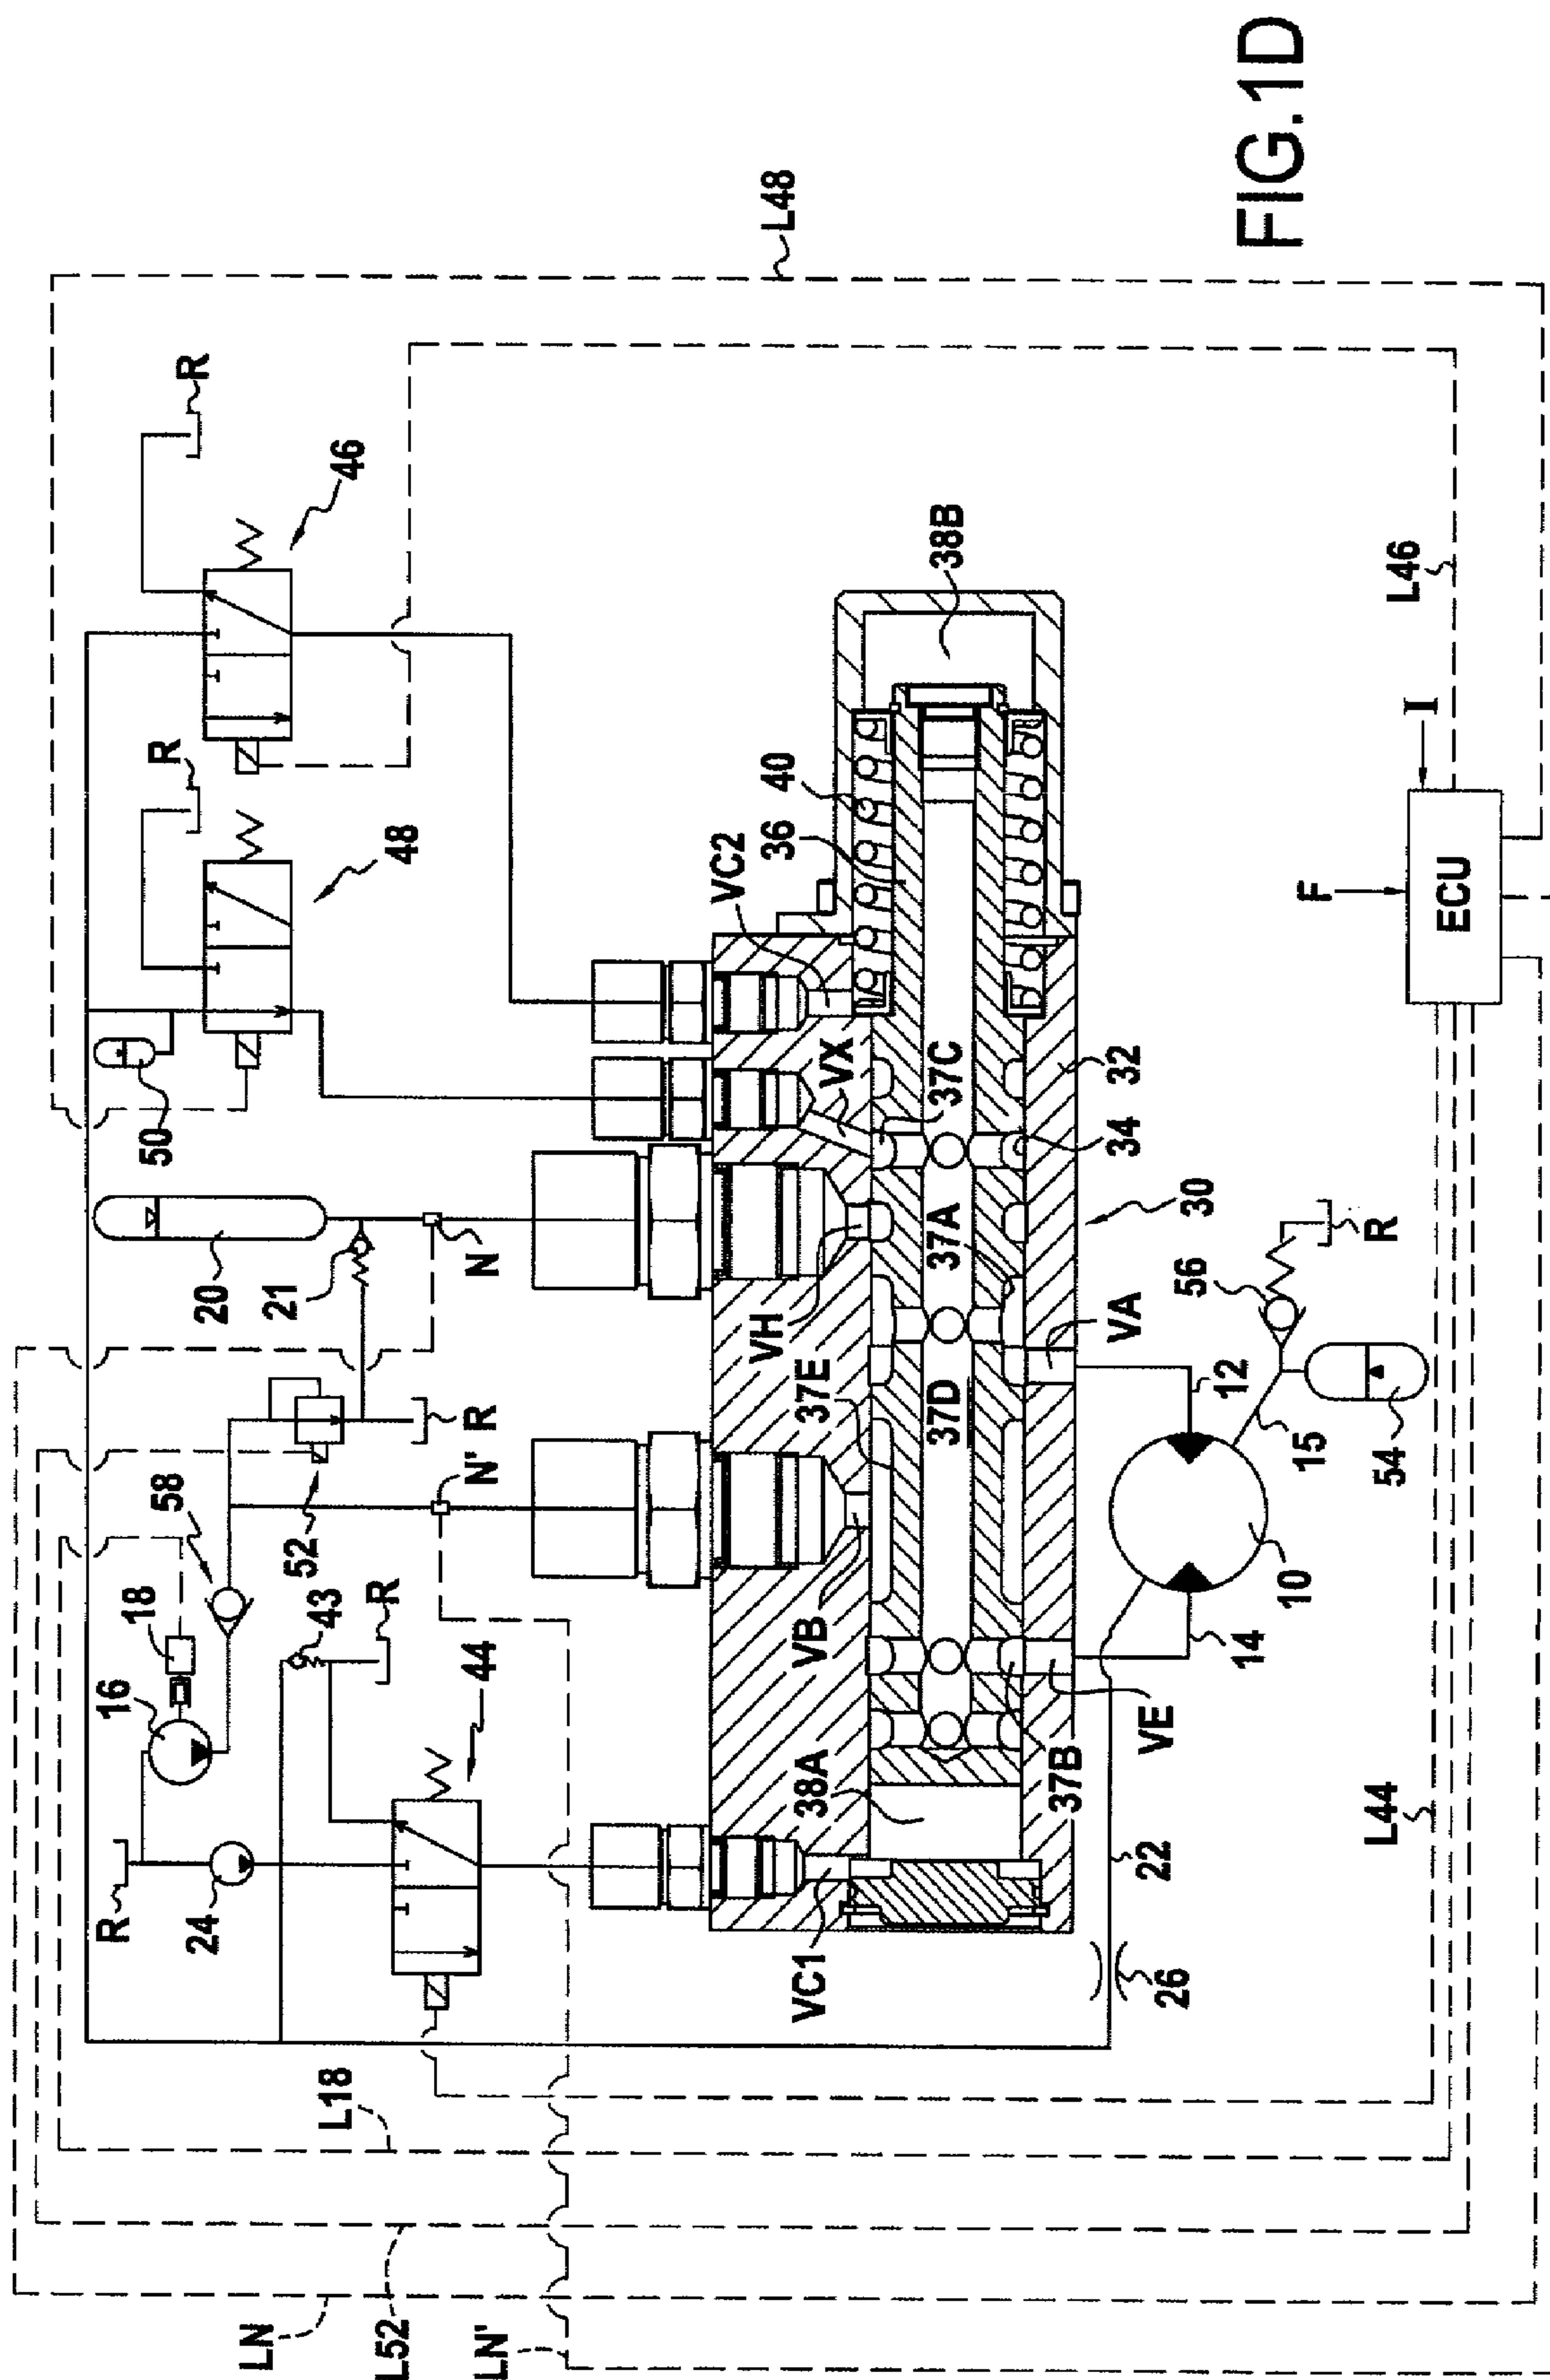 FIG.1D
L48
R
46
R
48
50
20
21
N
R
N'
52
58
18
16
43
R
44
R
24
L18
LN
L52
LN'
38B
40
36
VC2
VX
37C
32
34
30
37A
VH
37E
37D
VA
VB
38A
37B
VE
VC1
22
26
12
14
10
15
54
56
R
L46
I
F
ECU
L44